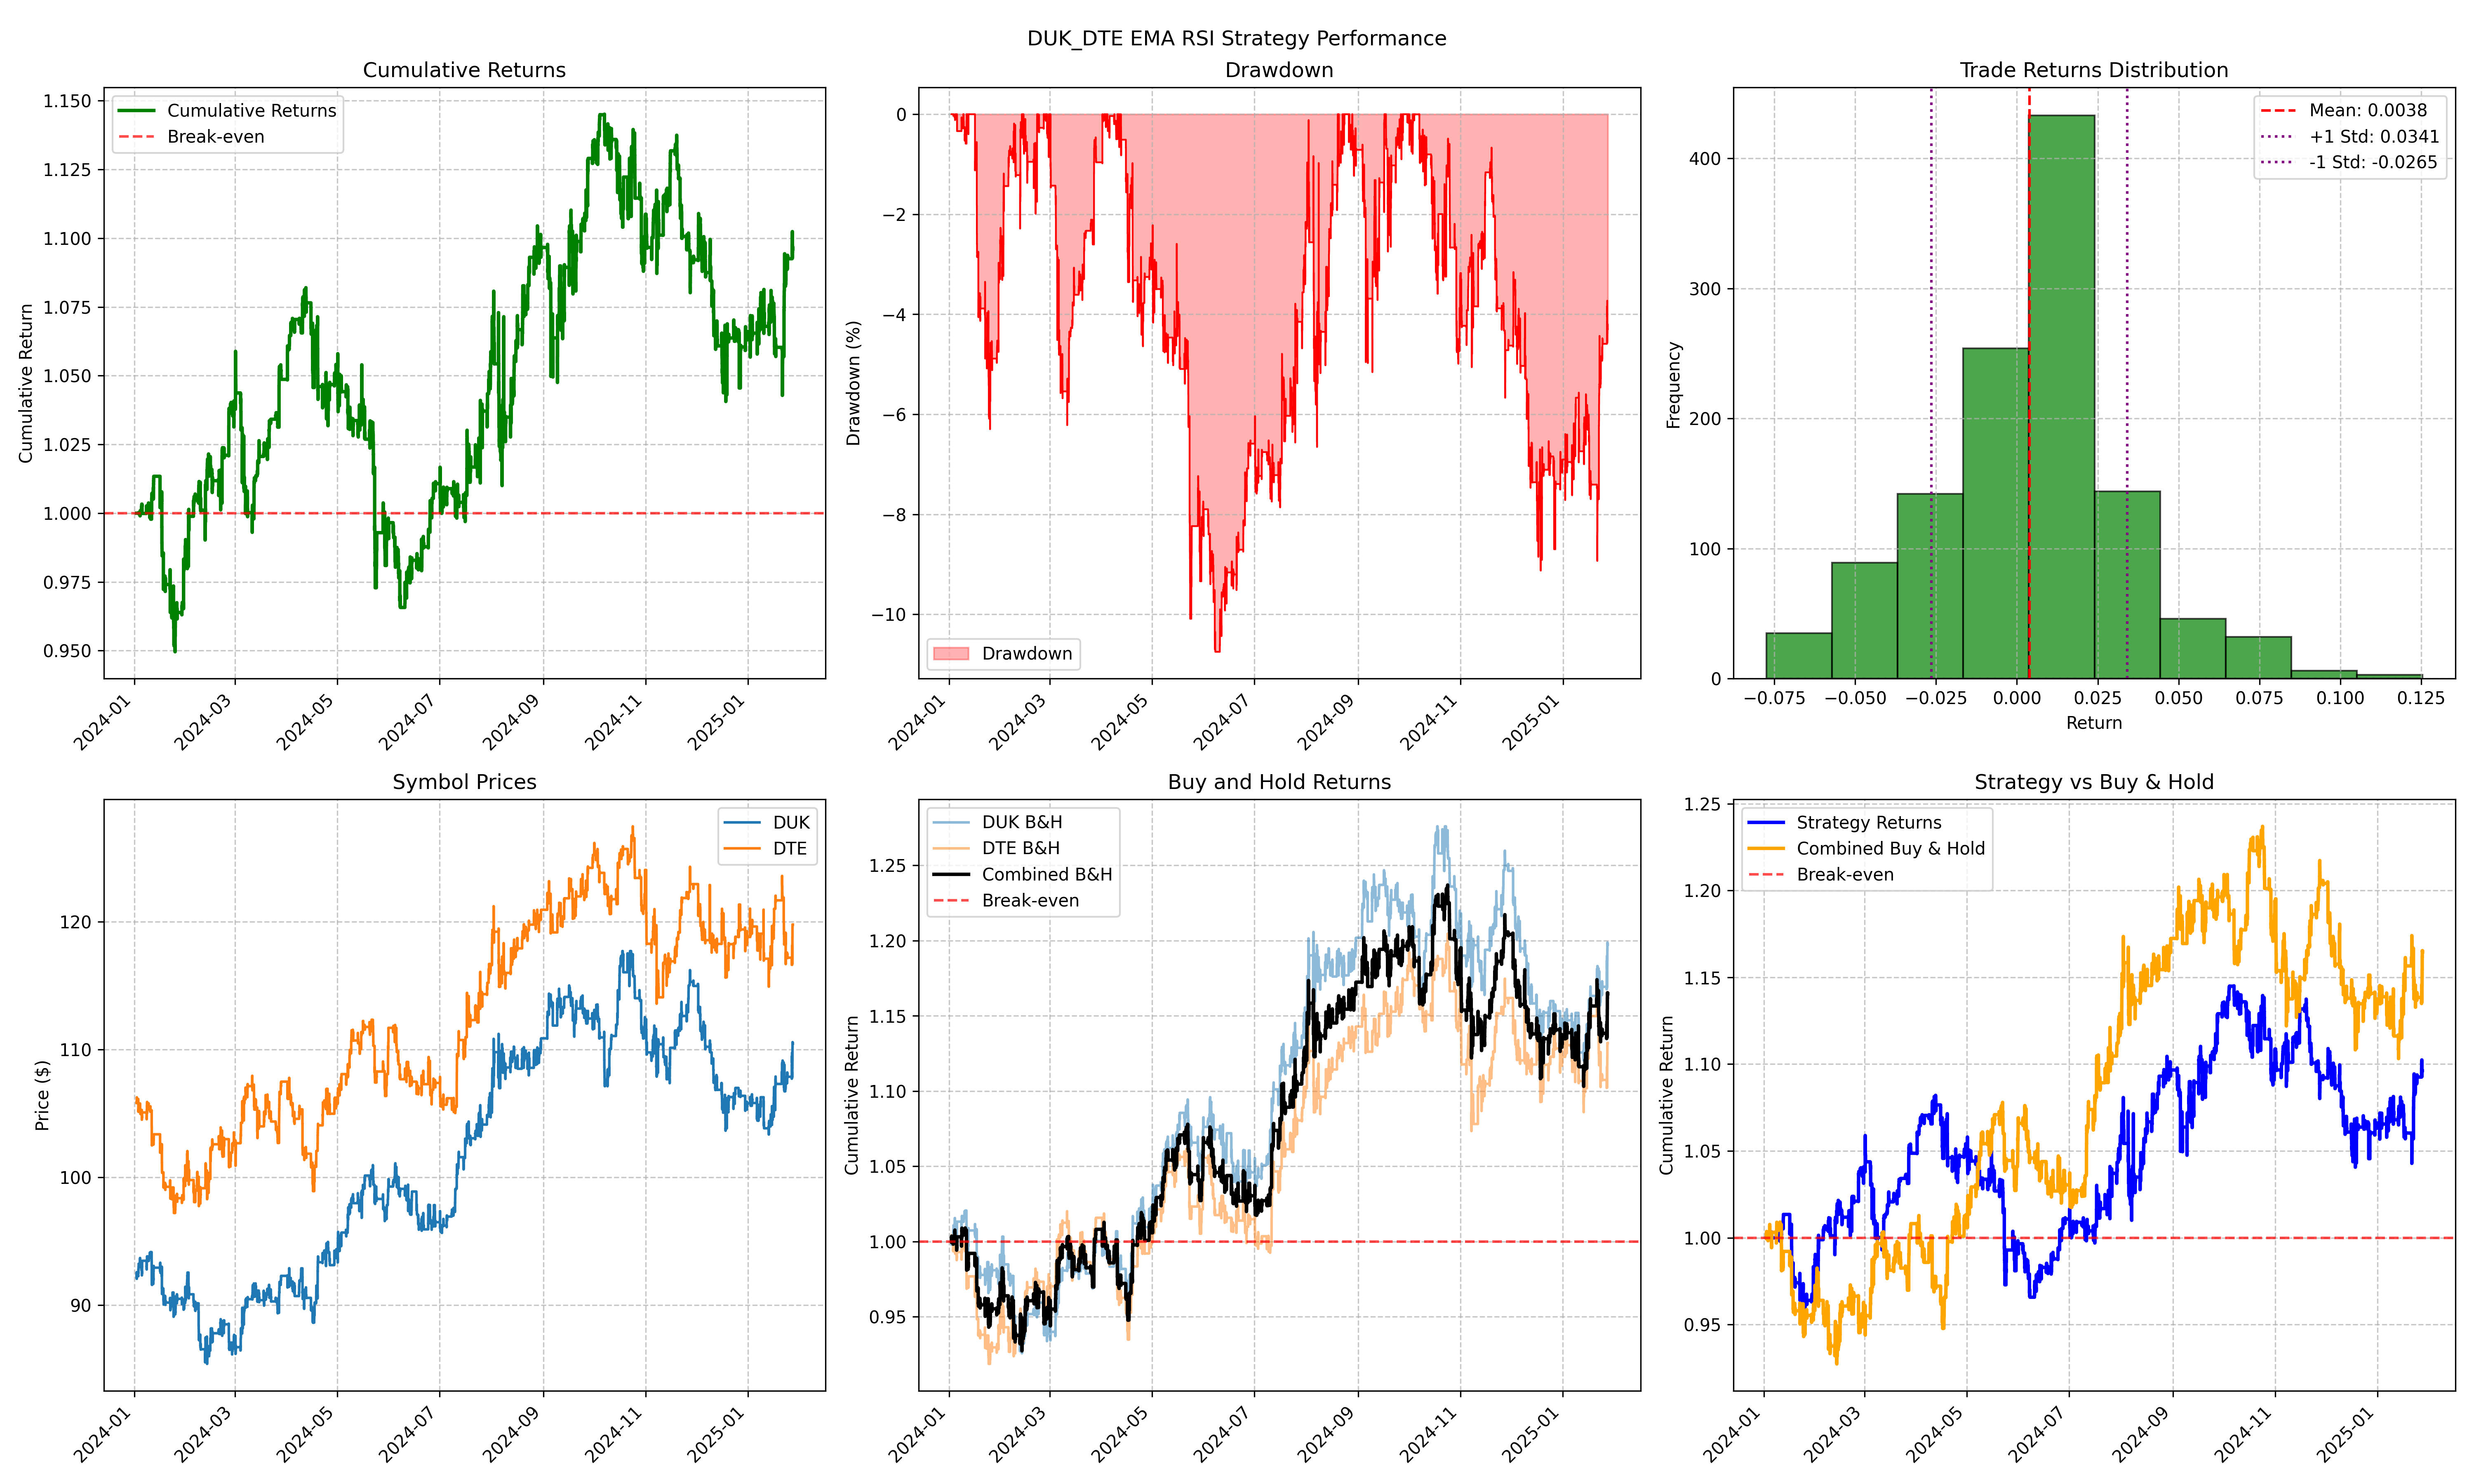 DUK_DTE EMA RSI Strategy Performance
Cumulative Returns
Cumulative Returns
Break-even
1.150
1.125
1.100
1.075
1.050
1.025
1.000
0.975
0.950
Cumulative Return
2024-01
2024-03
2024-05
2024-07
2024-09
2024-11
2025-01
Drawdown
0
−2
−4
−6
−8
−10
Drawdown (%)
Drawdown
2024-01
2024-03
2024-05
2024-07
2024-09
2024-11
2025-01
Trade Returns Distribution
Mean: 0.0038
+1 Std: 0.0341
-1 Std: -0.0265
400
300
200
100
0
Frequency
−0.075
−0.050
−0.025
0.000
0.025
0.050
0.075
0.100
0.125
Return
Symbol Prices
DUK
DTE
120
110
100
90
Price ($)
2024-01
2024-03
2024-05
2024-07
2024-09
2024-11
2025-01
Buy and Hold Returns
DUK B&H
DTE B&H
Combined B&H
Break-even
1.25
1.20
1.15
1.10
1.05
1.00
0.95
Cumulative Return
2024-01
2024-03
2024-05
2024-07
2024-09
2024-11
2025-01
Strategy vs Buy & Hold
Strategy Returns
Combined Buy & Hold
Break-even
1.25
1.20
1.15
1.10
1.05
1.00
0.95
Cumulative Return
2024-01
2024-03
2024-05
2024-07
2024-09
2024-11
2025-01